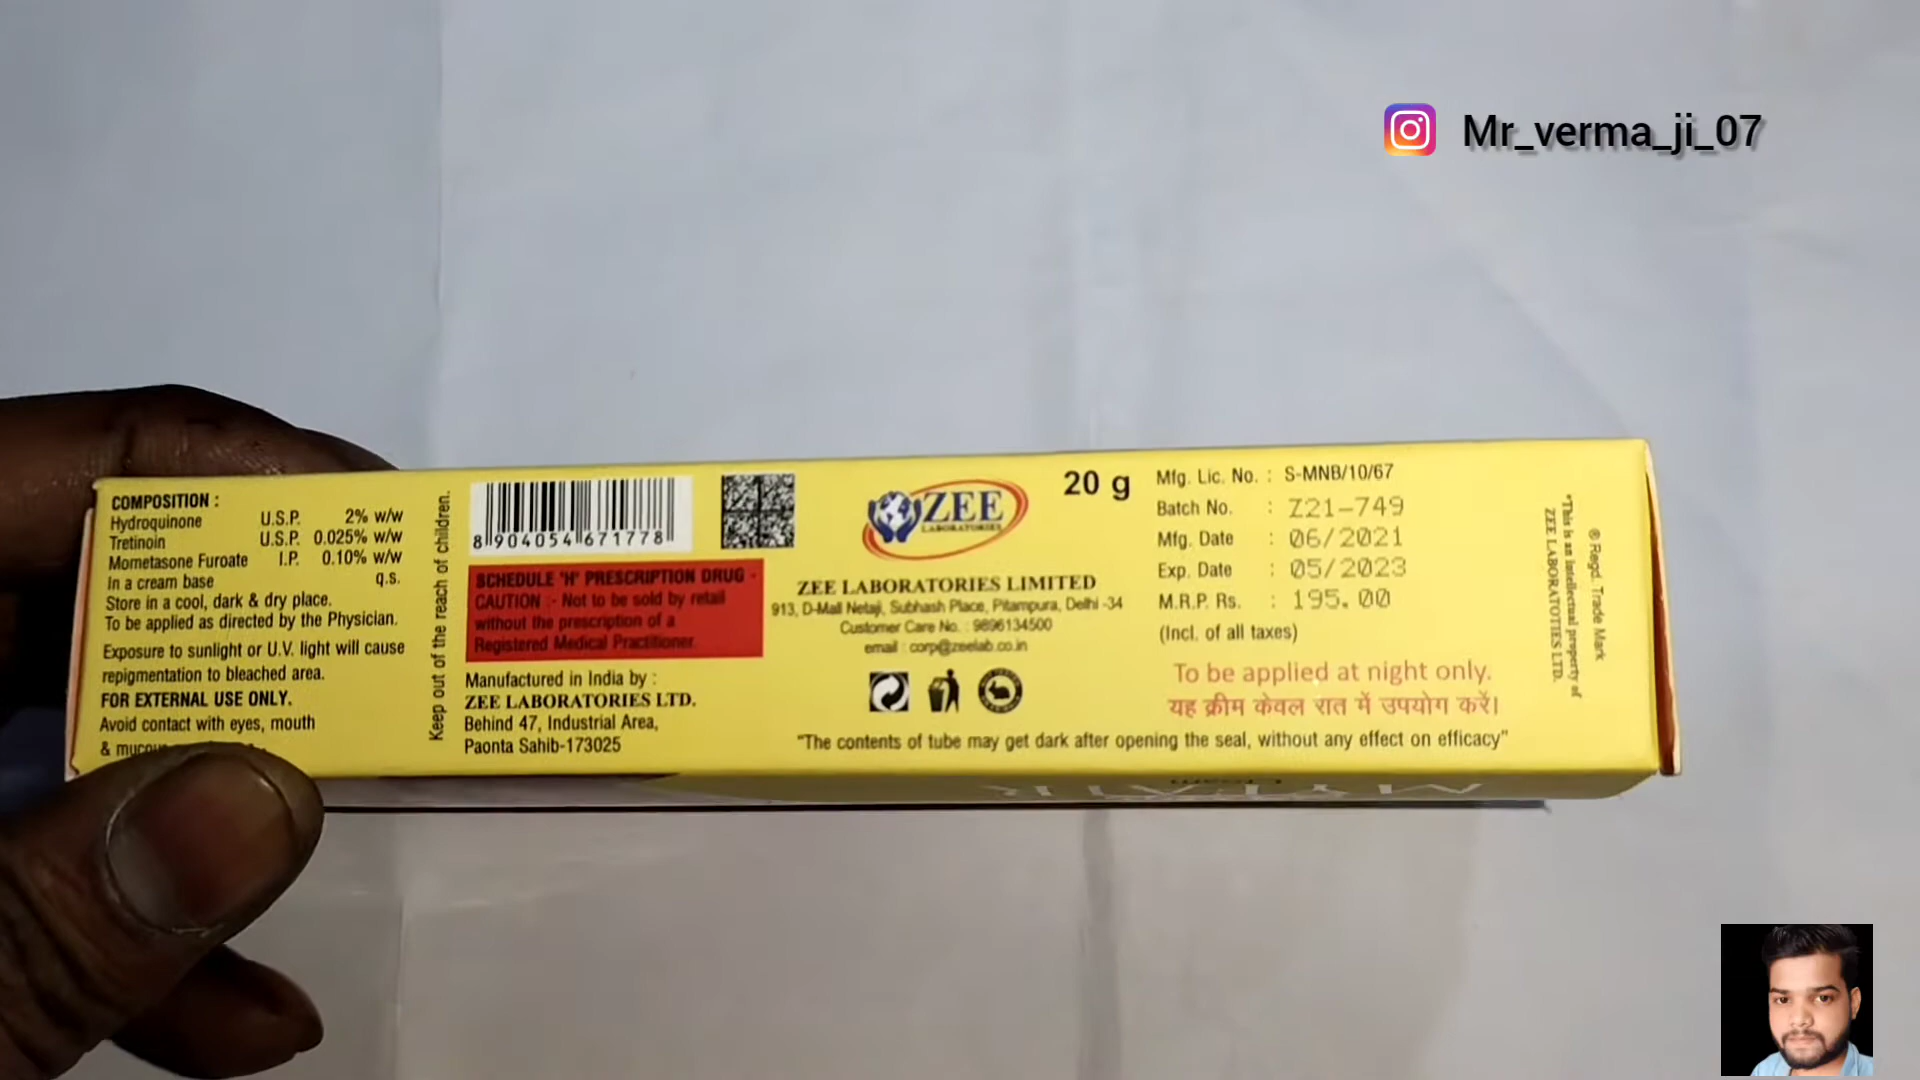 Mr_verma_ji_07
COMPOSITION :
Hydroquinone U.S.P. 2% w/w
Tretinoin U.S.P. 0.025% w/w
Mometasone Furoate I.P. 0.10% w/w
In a cream base q.s.
Store in a cool, dark & dry place.
To be applied as directed by the Physician.
Exposure to sunlight or U.V. light will cause
repigmentation to bleached area.
FOR EXTERNAL USE ONLY.
Avoid contact with eyes, mouth
&
Keep out of the reach of children.
8 904054 671778
SCHEDULE 'H' PRESCRIPTION DRUG -
CAUTION :- Not to be sold by retail
without the prescription of a
Registered Medical Practitioner.
Manufactured in India by :
ZEE LABORATORIES LTD.
Behind 47, Industrial Area,
Paonta Sahib-173025
ZEE
LABORATORIES
ZEE LABORATORIES LIMITED
913, D-Mall Netaji, Subhash Place, Pitampura, Delhi -34
Customer Care No. : 9896134500
email : corp@zeelab.co.in
20 g
Mfg. Lic. No. : S-MNB/10/67
Batch No. : Z21-749
Mfg. Date : 06/2021
Exp. Date : 05/2023
M.R.P. Rs. : 195.00
(Incl. of all taxes)
To be applied at night only.
यह क्रीम केवल रात में उपयोग करें।
"The contents of tube may get dark after opening the seal, without any effect on efficacy"
® Regd. Trade Mark
"This is an intellectual property of
ZEE LABORATOTIES LTD.